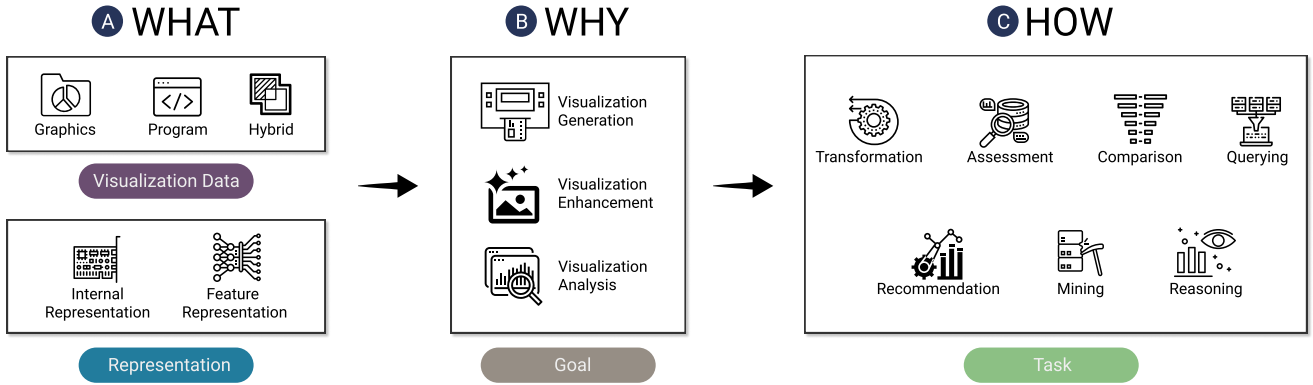 A WHAT
Graphics
Program
</>
Hybrid
Visualization Data
Internal
Representation
Feature
Representation
Representation
B WHY
Visualization
Generation
Visualization
Enhancement
Visualization
Analysis
Goal
C HOW
Transformation
Assessment
Comparison
Querying
Recommendation
Mining
Reasoning
Task